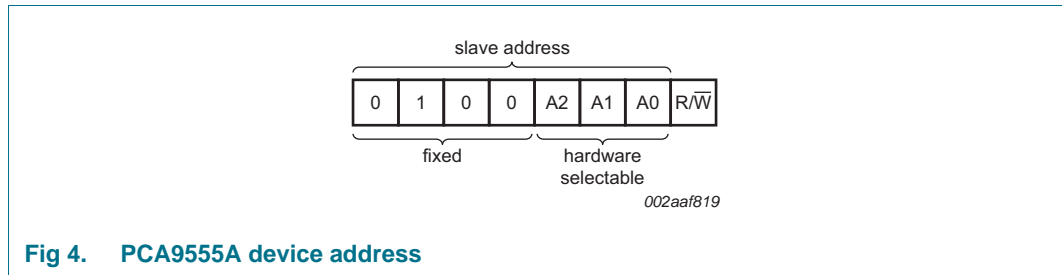 slave address
0 1 0 0 A2 A1 A0 R/W̅
fixed
hardware
selectable
002aaf819
Fig 4. PCA9555A device address